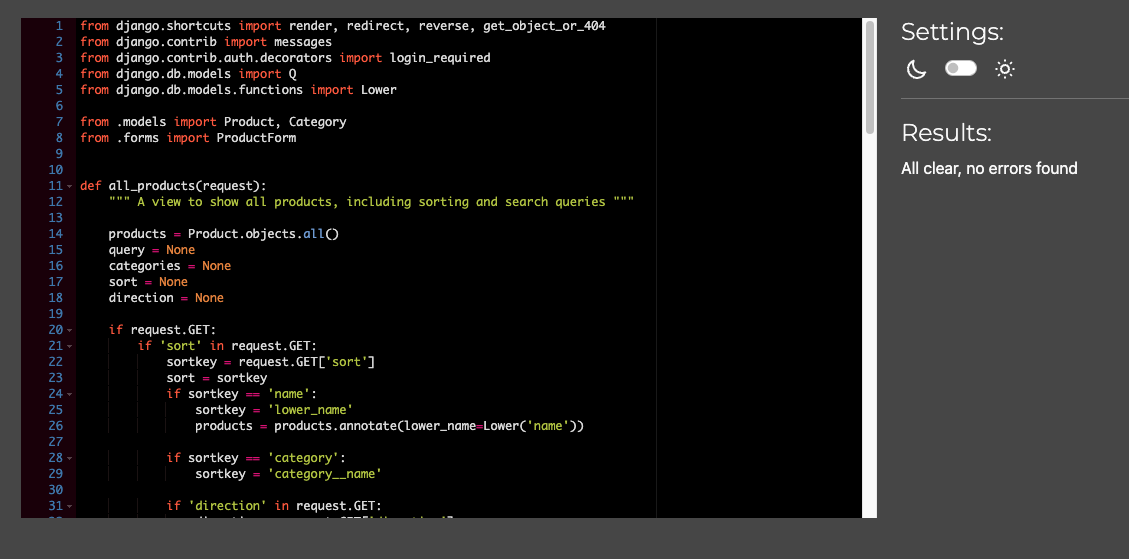 1 from django.shortcuts import render, redirect, reverse, get_object_or_404
2 from django.contrib import messages
3 from django.contrib.auth.decorators import login_required
4 from django.db.models import Q
5 from django.db.models.functions import Lower
6
7 from .models import Product, Category
8 from .forms import ProductForm
9
10
11 def all_products(request):
12     """ A view to show all products, including sorting and search queries """
13
14     products = Product.objects.all()
15     query = None
16     categories = None
17     sort = None
18     direction = None
19
20     if request.GET:
21         if 'sort' in request.GET:
22             sortkey = request.GET['sort']
23             sort = sortkey
24             if sortkey == 'name':
25                 sortkey = 'lower_name'
26                 products = products.annotate(lower_name=Lower('name'))
27
28             if sortkey == 'category':
29                 sortkey = 'category__name'
30
31             if 'direction' in request.GET:
Settings:
Results:
All clear, no errors found